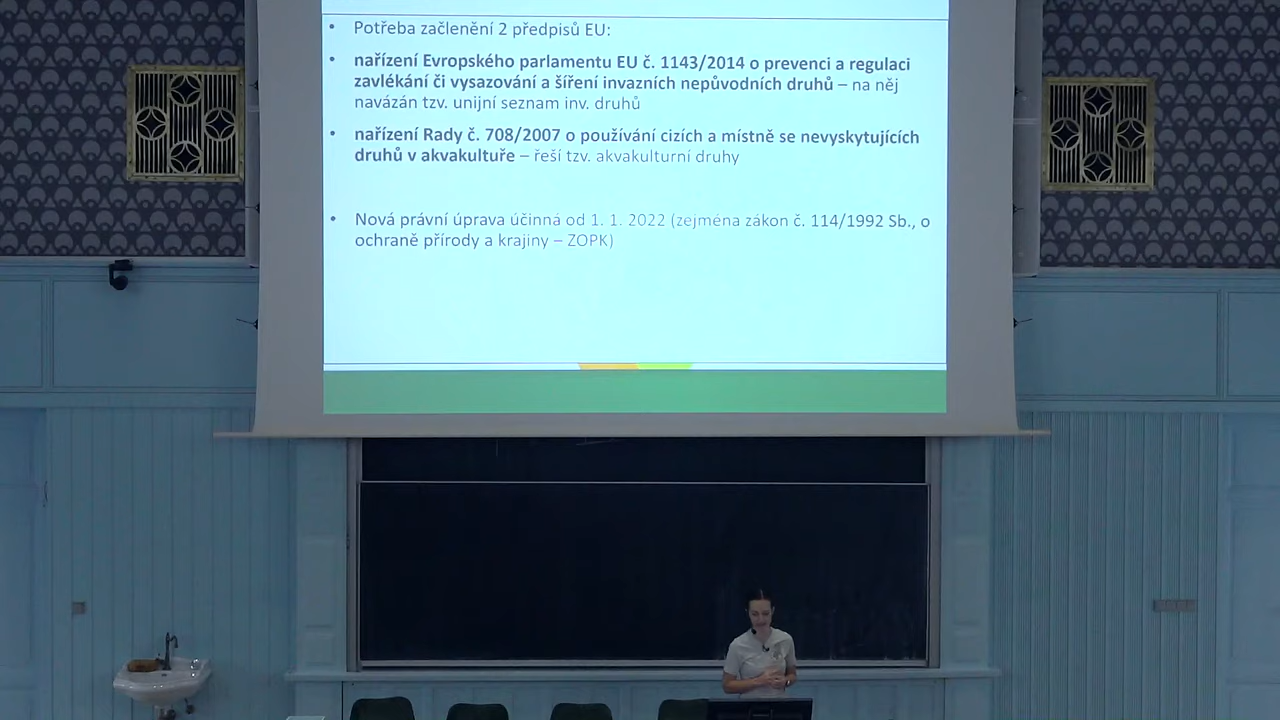 • Potřeba začlenění 2 předpisů EU:
• nařízení Evropského parlamentu EU č. 1143/2014 o prevenci a regulaci
zavlékání či vysazování a šíření invazních nepůvodních druhů – na něj
navázán tzv. unijní seznam inv. druhů
• nařízení Rady č. 708/2007 o používání cizích a místně se nevyskytujících
druhů v akvakultuře – řeší tzv. akvakulturní druhy
• Nová právní úprava účinná od 1. 1. 2022 (zejména zákon č. 114/1992 Sb., o
ochraně přírody a krajiny – ZOPK)